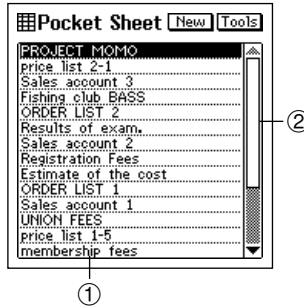 Pocket Sheet New Tools
PROJECT MOMO
price list 2-1
Sales account 3
Fishing club BASS
ORDER LIST 2
Results of exam.
Sales account 2
Registration Fees
Estimate of the cost
ORDER LIST 1
Sales account 1
UNION FEES
price list 1-5
membership fees
①
②